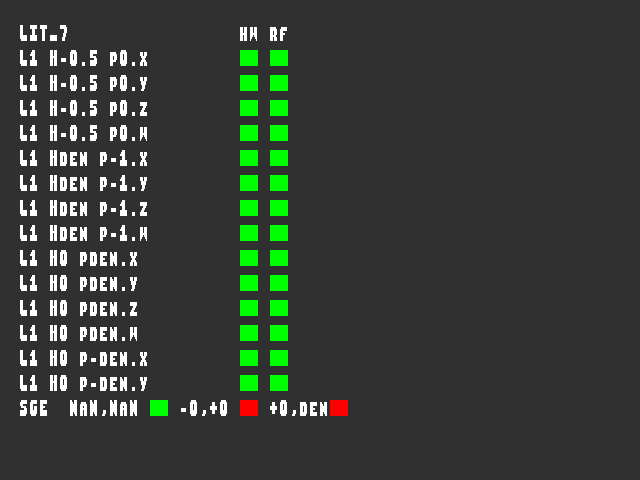 LIT_7 HW RF
L1 H-0.5 P0.X
L1 H-0.5 P0.Y
L1 H-0.5 P0.Z
L1 H-0.5 P0.W
L1 HDEN P-1.X
L1 HDEN P-1.Y
L1 HDEN P-1.Z
L1 HDEN P-1.W
L1 H0 PDEN.X
L1 H0 PDEN.Y
L1 H0 PDEN.Z
L1 H0 PDEN.W
L1 H0 P-DEN.X
L1 H0 P-DEN.Y
SGE NAN,NAN -0,+0 +0,DEN